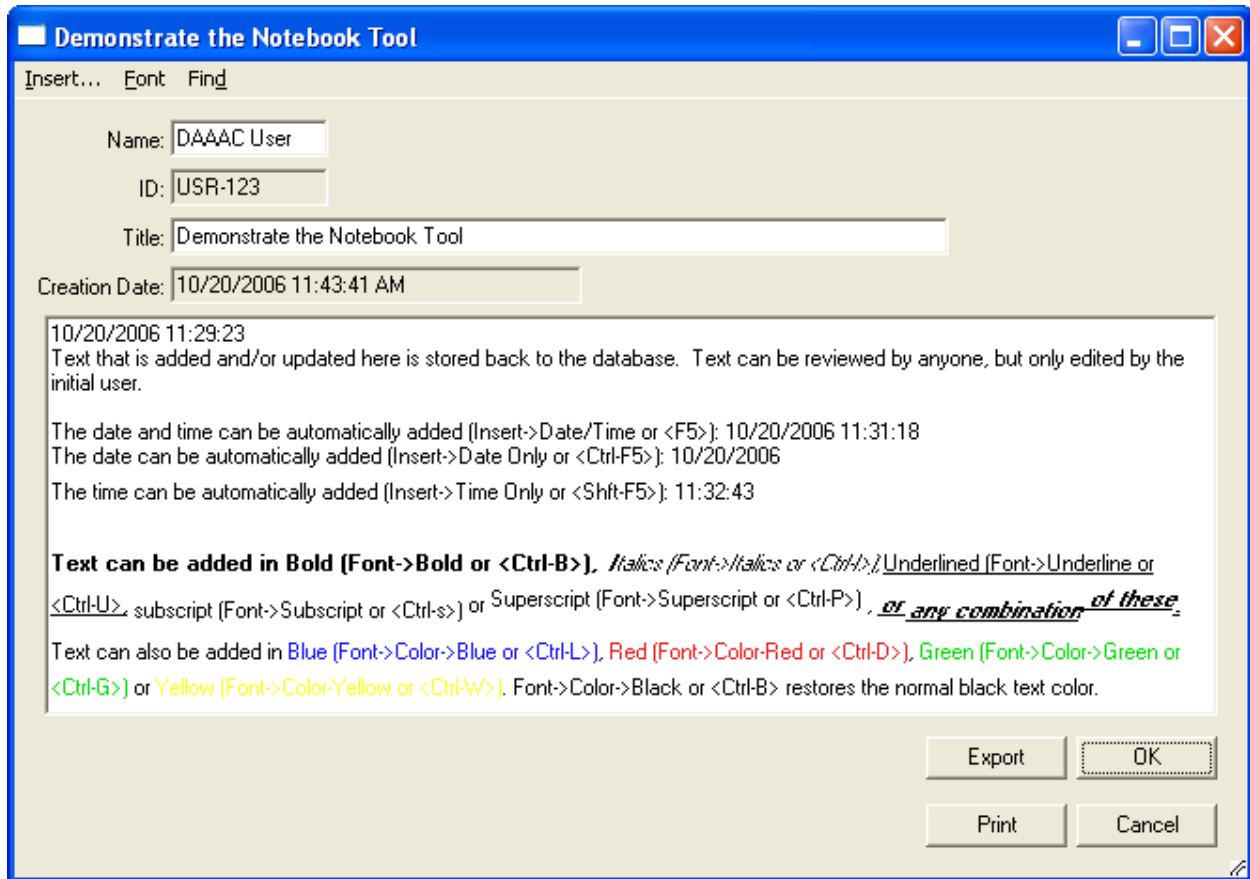 Demonstrate the Notebook Tool
Insert... Font Find
Name: DAAAC User
ID: USR-123
Title: Demonstrate the Notebook Tool
Creation Date: 10/20/2006 11:43:41 AM
10/20/2006 11:29:23
Text that is added and/or updated here is stored back to the database. Text can be reviewed by anyone, but only edited by the
initial user.
The date and time can be automatically added (Insert->Date/Time or <F5>): 10/20/2006 11:31:18
The date can be automatically added (Insert->Date Only or <Ctrl-F5>): 10/20/2006
The time can be automatically added (Insert->Time Only or <Shft-F5>): 11:32:43
Text can be added in Bold (Font->Bold or <Ctrl-B>), Italics (Font->Italics or <Ctrl-I>),Underlined (Font->Underline or
<Ctrl-U>, subscript (Font->Subscript or <Ctrl-s>) or Superscript (Font->Superscript or <Ctrl-P>) , or any combination of these.
Text can also be added in Blue (Font->Color->Blue or <Ctrl-L>), Red (Font->Color-Red or <Ctrl-D>), Green (Font->Color->Green or
<Ctrl-G>) or Yellow (Font->Color-Yellow or <Ctrl-W>). Font->Color->Black or <Ctrl-B> restores the normal black text color.
Export OK
Print Cancel